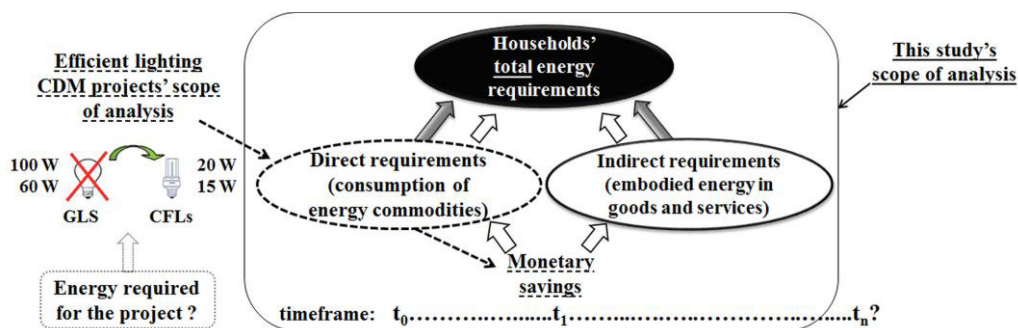 Efficient lighting
CDM projects' scope
of analysis
100 W
60 W
GLS
20 W
15 W
CFLs
Energy required
for the project ?
Households'
total energy
requirements
Direct requirements
(consumption of
energy commodities)
Indirect requirements
(embodied energy in
goods and services)
Monetary
savings
timeframe: t0……………......t1……...……….………….……......tn?
This study's
scope of analysis